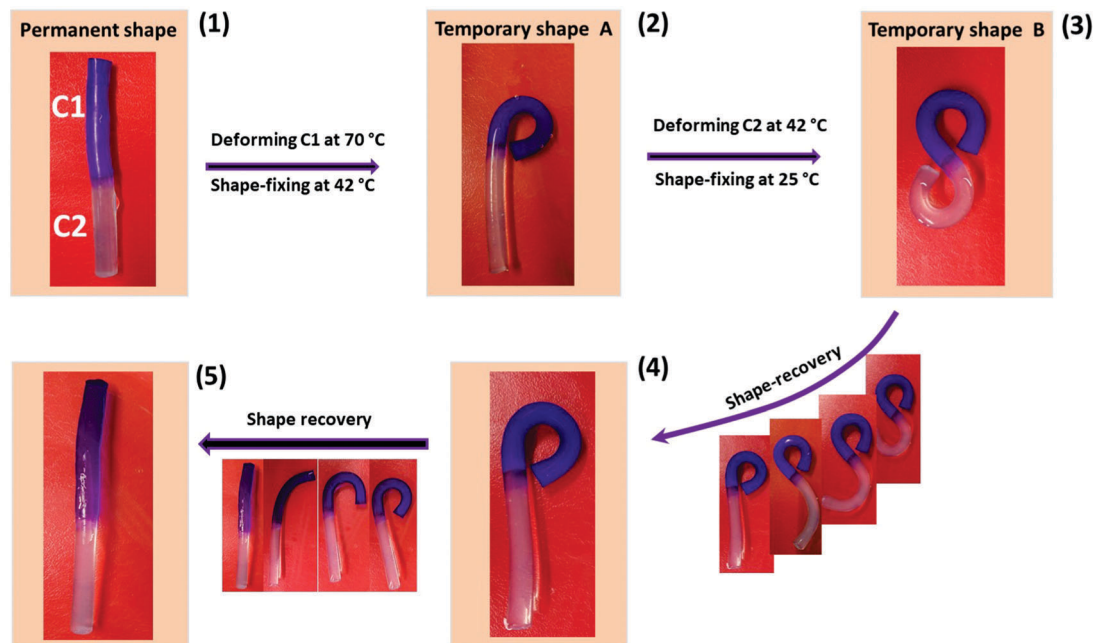 Permanent shape
(1)
C1
C2
Deforming C1 at 70 °C
Shape-fixing at 42 °C
Temporary shape A
(2)
Deforming C2 at 42 °C
Shape-fixing at 25 °C
Temporary shape B
(3)
Shape-recovery
(4)
Shape recovery
(5)